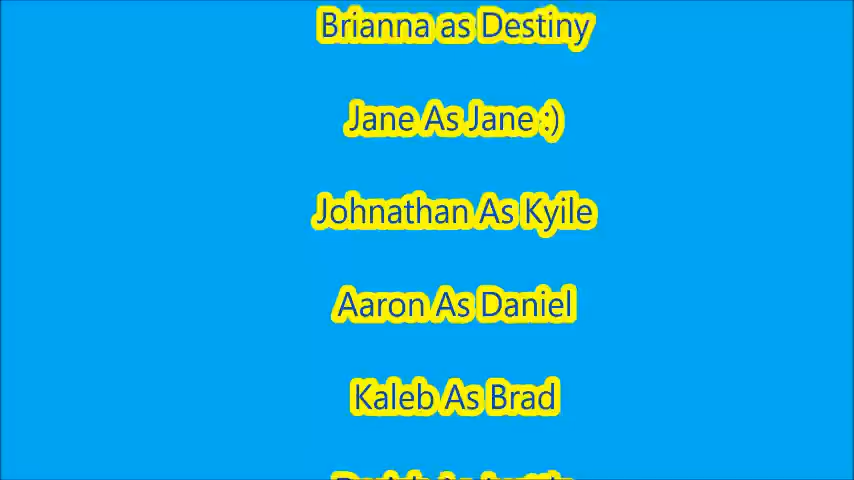 Brianna as Destiny
Jane As Jane :)
Johnathan As Kyile
Aaron As Daniel
Kaleb As Brad